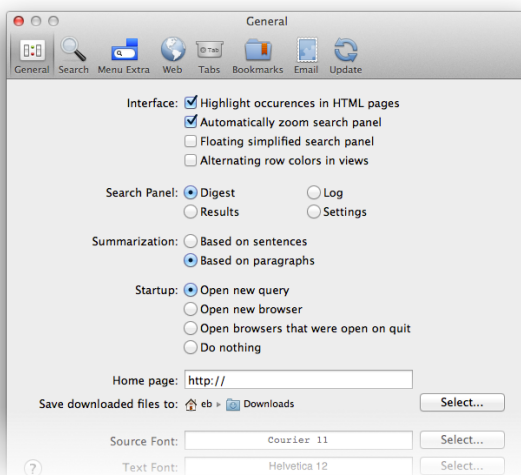 General
General Search Menu Extra Web Tabs Bookmarks Email Update
Tab
Interface: Highlight occurences in HTML pages
Automatically zoom search panel
Floating simplified search panel
Alternating row colors in views
Search Panel: Digest Log
Results Settings
Summarization: Based on sentences
Based on paragraphs
Startup: Open new query
Open new browser
Open browsers that were open on quit
Do nothing
Home page: http://
Save downloaded files to: eb ▸ Downloads Select...
Source Font: Courier 11 Select...
? Text Font: Helvetica 12 Select...